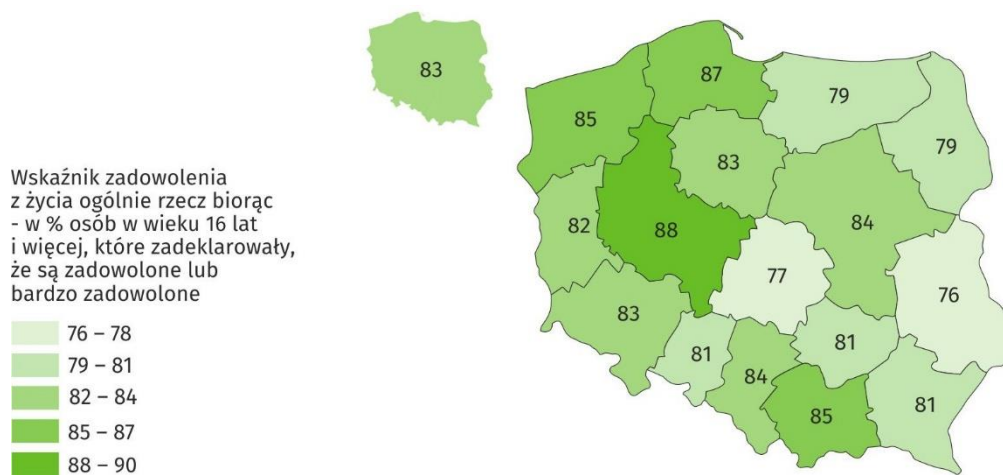 83
87
79
85
79
83
82
88
84
77
76
83
81
81
84
85
81
Wskaźnik zadowolenia
z życia ogólnie rzecz biorąc
- w % osób w wieku 16 lat
i więcej, które zadeklarowały,
że są zadowolone lub
bardzo zadowolone
76 – 78
79 – 81
82 – 84
85 – 87
88 – 90